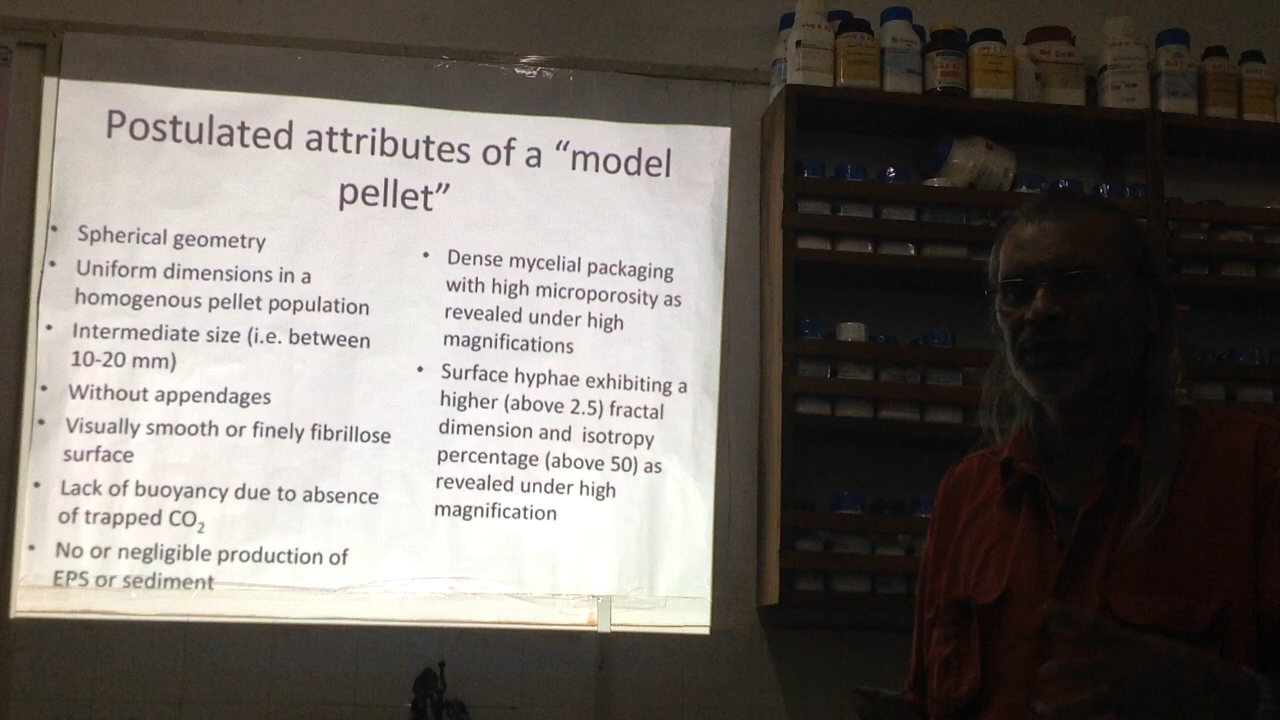 Postulated attributes of a “model
pellet”
• Spherical geometry
• Uniform dimensions in a
homogenous pellet population
• Intermediate size (i.e. between
10-20 mm)
• Without appendages
• Visually smooth or finely fibrillose
surface
• Lack of buoyancy due to absence
of trapped CO₂
• No or negligible production of
EPS or sediment
• Dense mycelial packaging
with high microporosity as
revealed under high
magnifications
• Surface hyphae exhibiting a
higher (above 2.5) fractal
dimension and isotropy
percentage (above 50) as
revealed under high
magnification